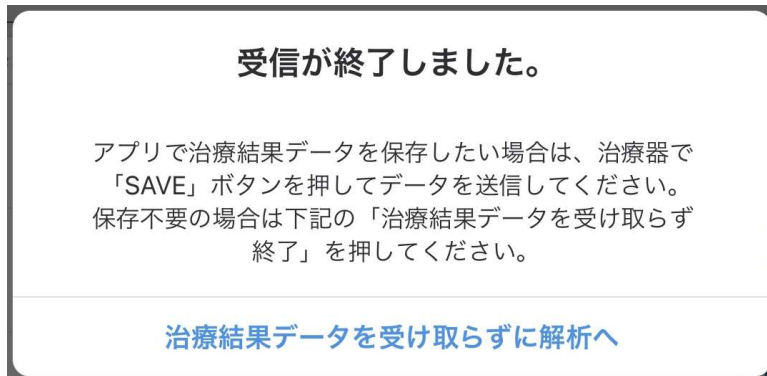 受信が終了しました。
アプリで治療結果データを保存したい場合は、治療器で
「SAVE」ボタンを押してデータを送信してください。
保存不要の場合は下記の「治療結果データを受け取らず
終了」を押してください。
治療結果データを受け取らずに解析へ